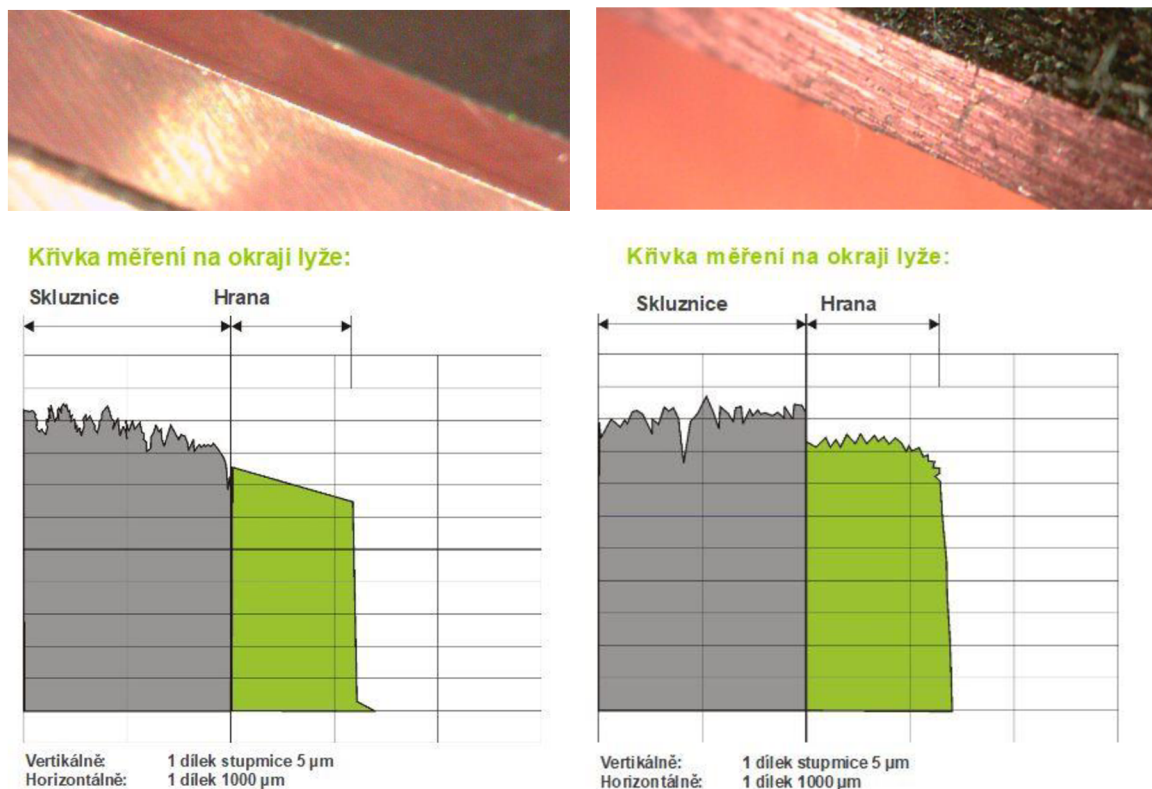 Křivka měření na okraji lyže:
Skluznice Hrana
Vertikálně: 1 dílek stupmice 5 µm
Horizontálně: 1 dílek 1000 µm
Křivka měření na okraji lyže:
Skluznice Hrana
Vertikálně: 1 dílek stupmice 5 µm
Horizontálně: 1 dílek 1000 µm